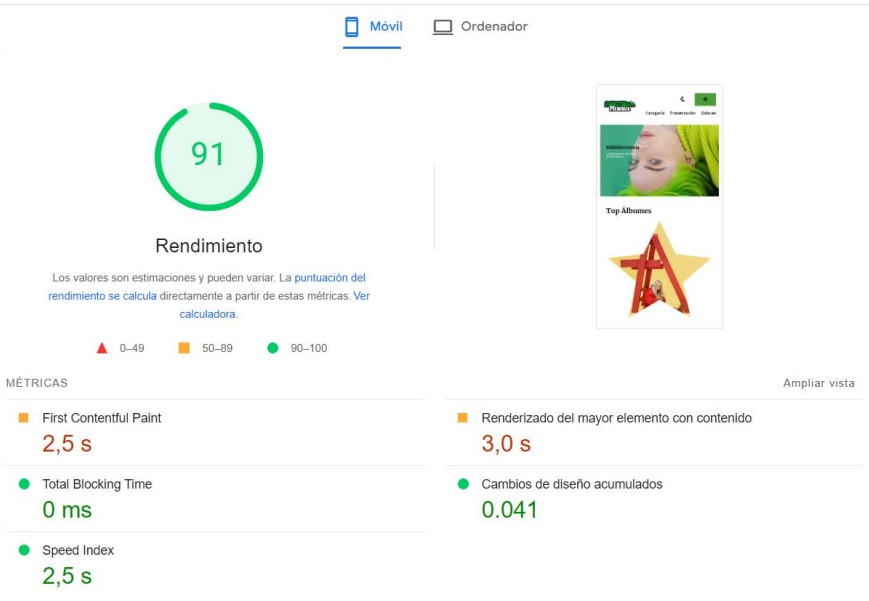 Móvil
Ordenador
91
Rendimiento
Los valores son estimaciones y pueden variar. La puntuación del
rendimiento se calcula directamente a partir de estas métricas. Ver
calculadora.
0–49
50–89
90–100
Categoría Presentación Enlaces
Top Álbumes
MÉTRICAS
Ampliar vista
First Contentful Paint
2,5 s
Renderizado del mayor elemento con contenido
3,0 s
Total Blocking Time
0 ms
Cambios de diseño acumulados
0.041
Speed Index
2,5 s